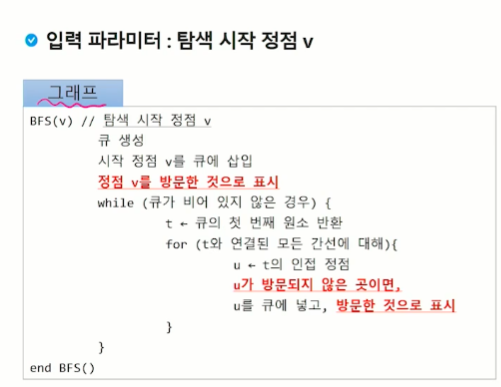 입력 파라미터 : 탐색 시작 정점 v
그래프
BFS(v) // 탐색 시작 정점 v
큐 생성
시작 정점 v를 큐에 삽입
정점 v를 방문한 것으로 표시
while (큐가 비어 있지 않은 경우) {
t ← 큐의 첫 번째 원소 반환
for (t와 연결된 모든 간선에 대해){
u ← t의 인접 정점
u가 방문되지 않은 곳이면,
u를 큐에 넣고, 방문한 것으로 표시
}
}
end BFS()